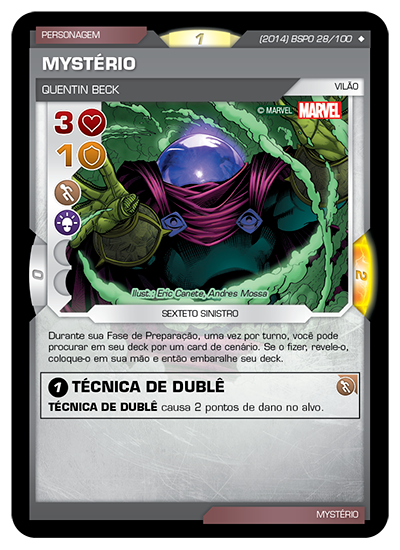 PERSONAGEM
1
(2014) BSPO 28/100
MYSTÉRIO
QUENTIN BECK
VILÃO
© MARVEL MARVEL
3
1
0
2
Illust.: Eric Canete, Andres Mossa
SEXTETO SINISTRO
Durante sua Fase de Preparação, uma vez por turno, você pode
procurar em seu deck por um card de cenário. Se o fizer, revele-o,
coloque-o em sua mão e então embaralhe seu deck.
1 TÉCNICA DE DUBLÊ
TÉCNICA DE DUBLÊ causa 2 pontos de dano no alvo.
MYSTÉRIO